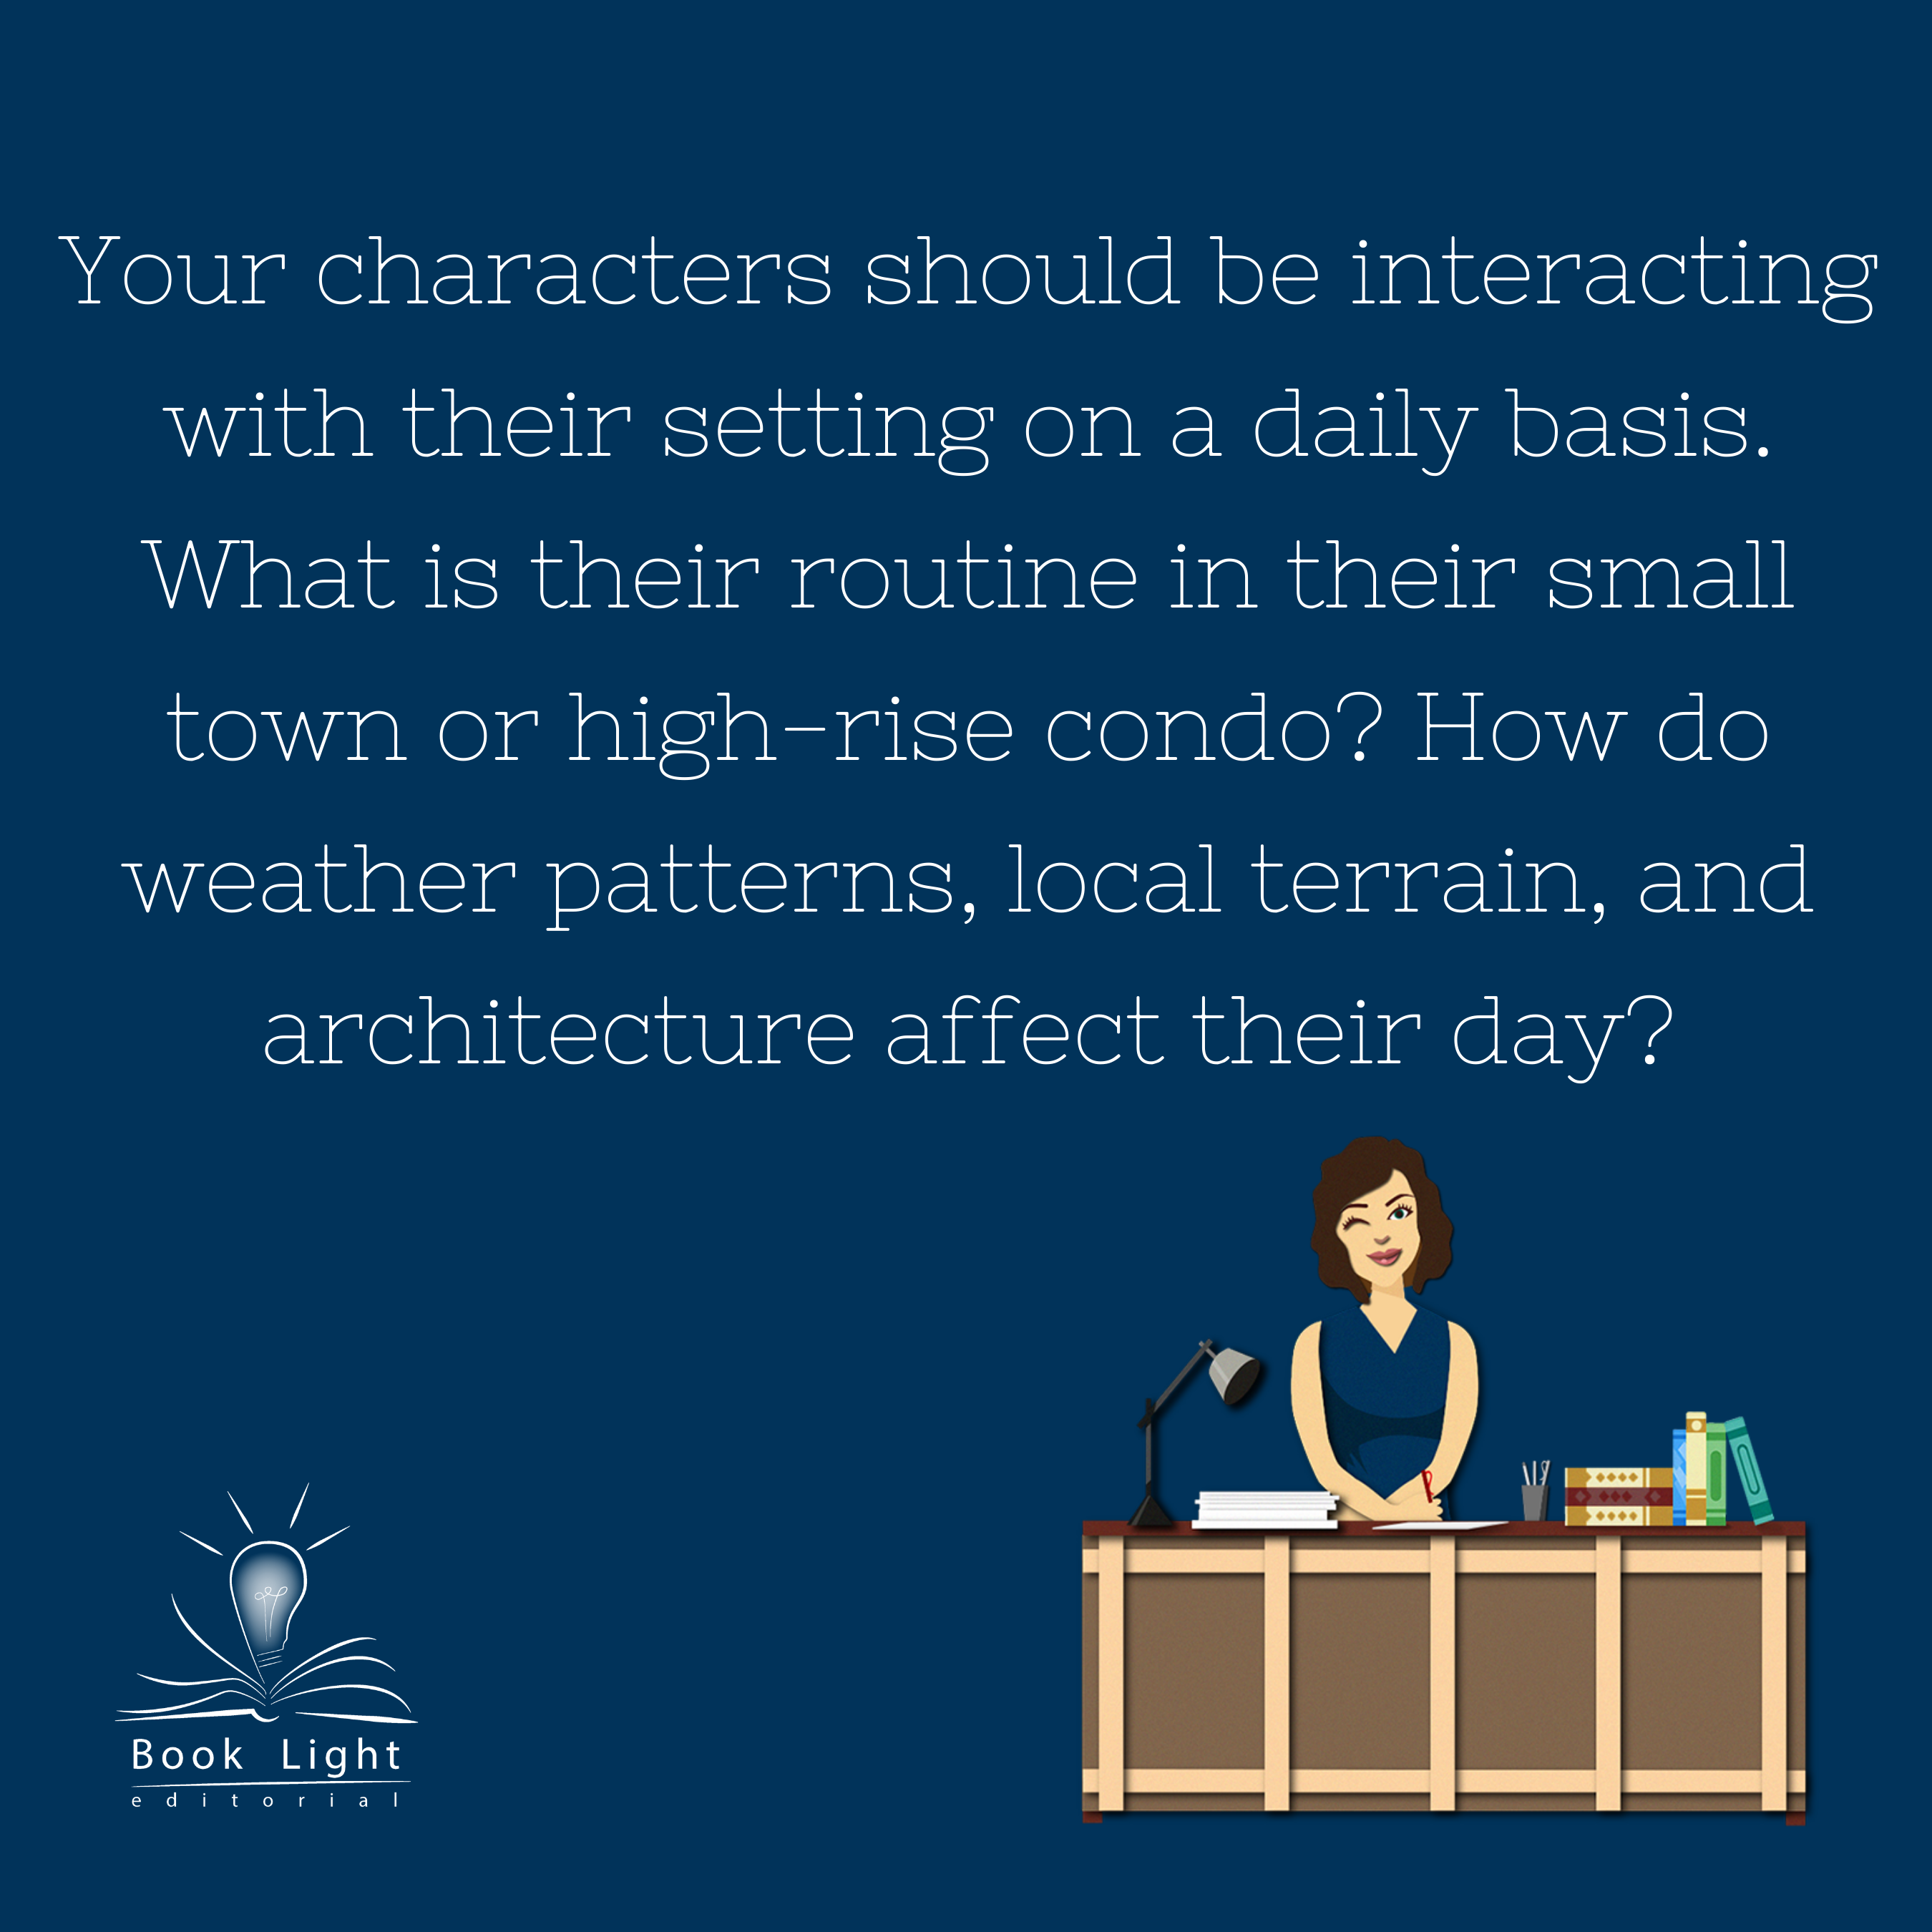 Your characters should be interacting
with their setting on a daily basis.
What is their routine in their small
town or high-rise condo? How do
weather patterns, local terrain, and
architecture affect their day?
Book Light
editorial